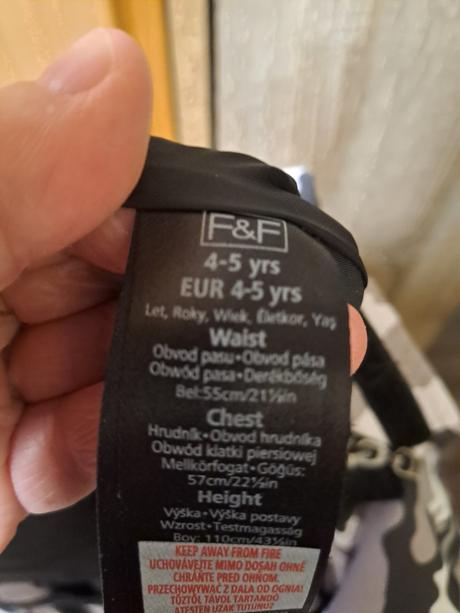 F&F
4-5 yrs
EUR 4-5 yrs
Let, Roky, Wiek, Életkor, Yaş
Waist
Obvod pasu•Obvod pása
Obwód pasa•Derékbőség
Bel:55cm/21⅝in
Chest
Hrudník•Obvod hrudníka
Obwód klatki piersiowej
Mellkörfogat•Göğüs:
57cm/22½in
Height
Výška•Výška postavy
Wzrost•Testmagasság
Boy: 110cm/43¼in
KEEP AWAY FROM FIRE
UCHOVÁVEJTE MIMO DOSAH OHNĚ
CHRÁŇTE PRED OHŇOM.
PRZECHOWYWAĆ Z DALA OD OGNIA!
TŰZTŐL TÁVOL TARTANDÓ
ATEŞTEN UZAK TUTUNUZ